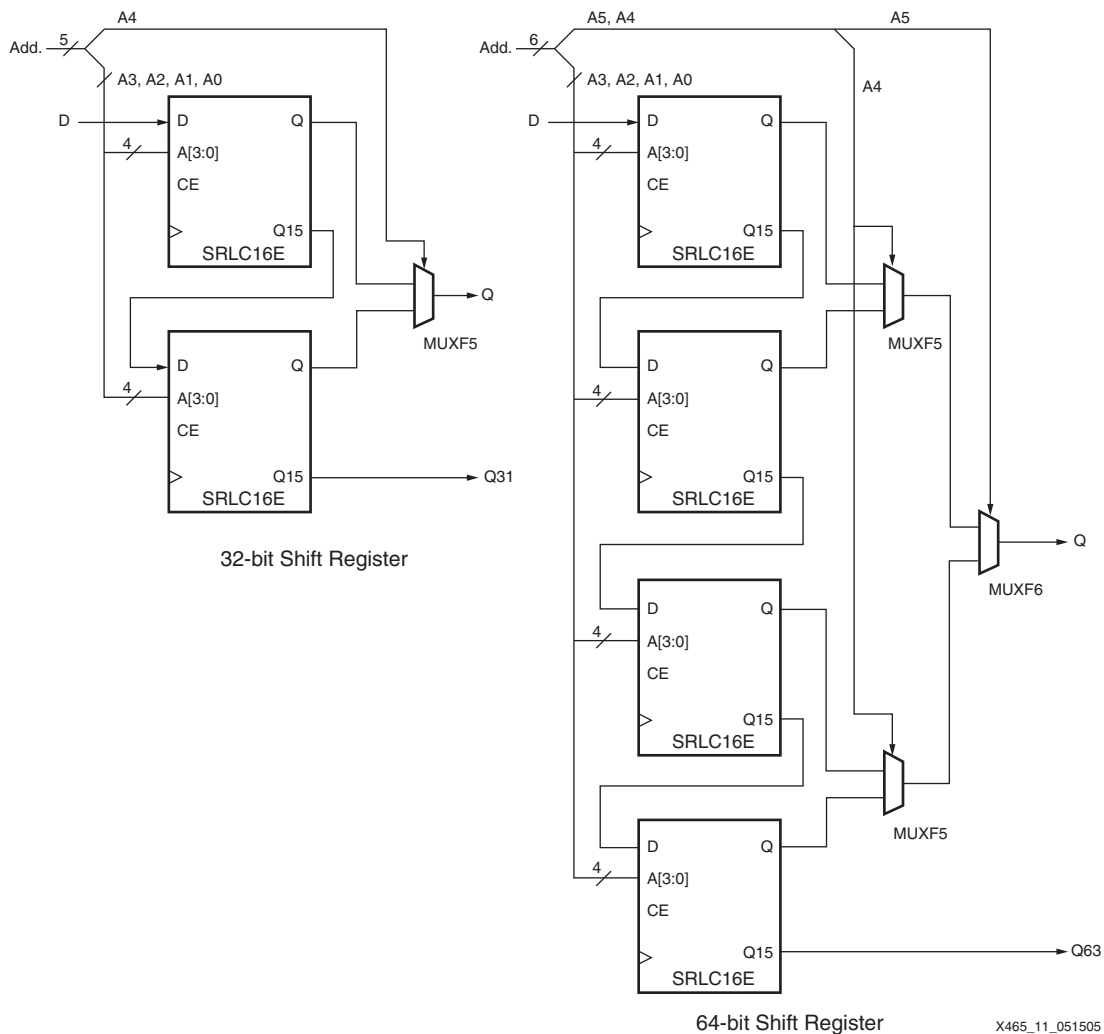 A4
Add.
5
A3, A2, A1, A0
D
D
Q
4
A[3:0]
CE
Q15
SRLC16E
Q
MUXF5
D
Q
4
A[3:0]
CE
Q15
Q31
SRLC16E
32-bit Shift Register
A5, A4
A5
Add.
6
A3, A2, A1, A0
A4
D
D
Q
4
A[3:0]
CE
Q15
SRLC16E
MUXF5
D
Q
4
A[3:0]
CE
Q15
SRLC16E
Q
MUXF6
D
Q
4
A[3:0]
CE
Q15
SRLC16E
MUXF5
D
Q
4
A[3:0]
CE
Q15
Q63
SRLC16E
64-bit Shift Register
X465_11_051505